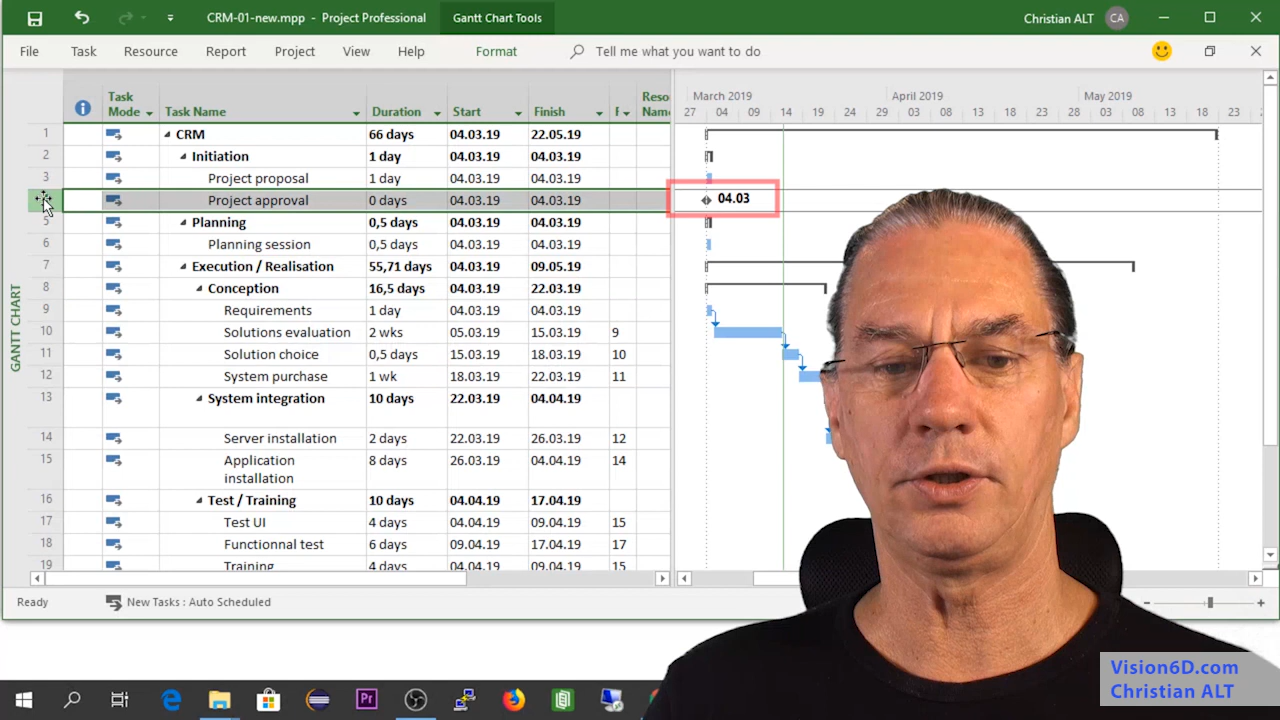 CRM-01-new.mpp - Project Professional
Gantt Chart Tools
Christian ALT
CA
File Task Resource Report Project View Help Format Tell me what you want to do
Task Mode Task Name Duration Start Finish Reso Name
March 2019 April 2019 May 2019
27 04 09 14 19 24 29 03 08 13 18 23 28 03 08 13 18 23
1 CRM 66 days 04.03.19 22.05.19
2 Initiation 1 day 04.03.19 04.03.19
3 Project proposal 1 day 04.03.19 04.03.19
Project approval 0 days 04.03.19 04.03.19 04.03
5 Planning 0,5 days 04.03.19 04.03.19
6 Planning session 0,5 days 04.03.19 04.03.19
7 Execution / Realisation 55,71 days 04.03.19 09.05.19
8 Conception 16,5 days 04.03.19 22.03.19
9 Requirements 1 day 04.03.19 04.03.19
10 Solutions evaluation 2 wks 05.03.19 15.03.19 9
11 Solution choice 0,5 days 15.03.19 18.03.19 10
12 System purchase 1 wk 18.03.19 22.03.19 11
13 System integration 10 days 22.03.19 04.04.19
14 Server installation 2 days 22.03.19 26.03.19 12
15 Application installation 8 days 26.03.19 04.04.19 14
16 Test / Training 10 days 04.04.19 17.04.19
17 Test UI 4 days 04.04.19 09.04.19 15
18 Functionnal test 6 days 09.04.19 17.04.19 17
19 Training 4 days 04.04.19 09.04.19 15
GANTT CHART
Ready New Tasks : Auto Scheduled
Pr
Vision6D.com
Christian ALT